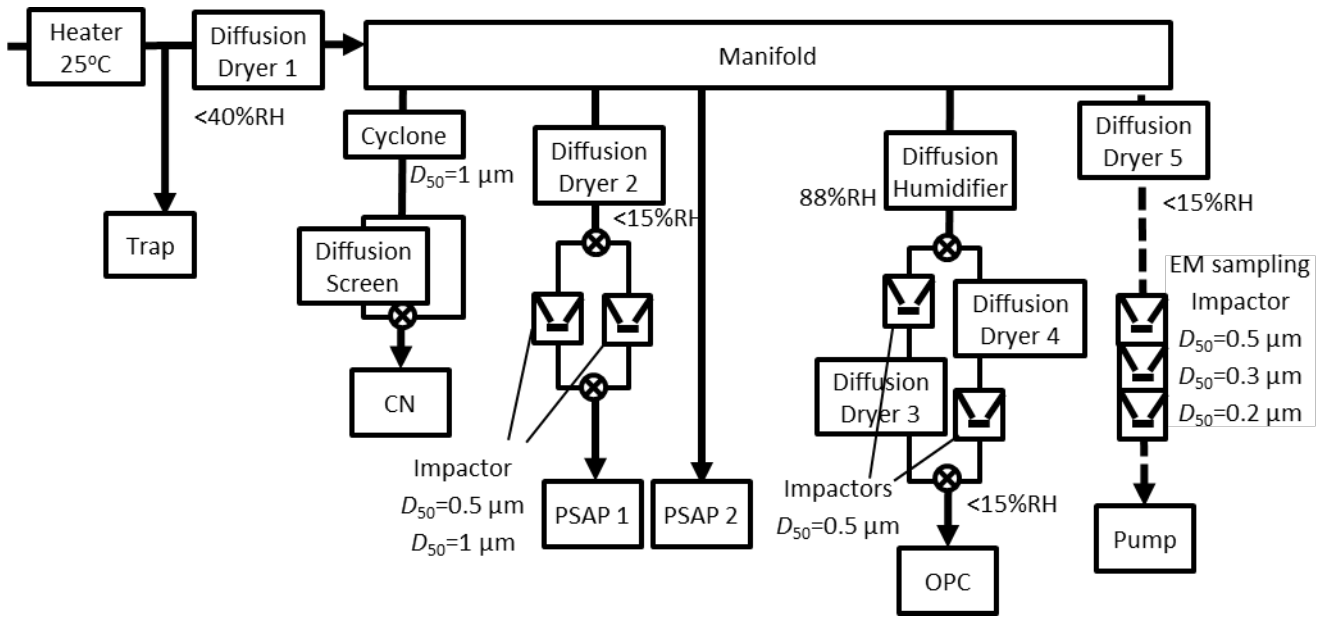 Heater
25°C
Diffusion
Dryer 1
Manifold
<40%RH
Trap
Cyclone
D50=1 μm
Diffusion
Screen
CN
Diffusion
Dryer 2
<15%RH
Impactor
D50=0.5 μm
D50=1 μm
PSAP 1
PSAP 2
Diffusion
Humidifier
88%RH
Diffusion
Dryer 3
Diffusion
Dryer 4
Impactors
D50=0.5 μm
<15%RH
OPC
Diffusion
Dryer 5
<15%RH
EM sampling
Impactor
D50=0.5 μm
D50=0.3 μm
D50=0.2 μm
Pump